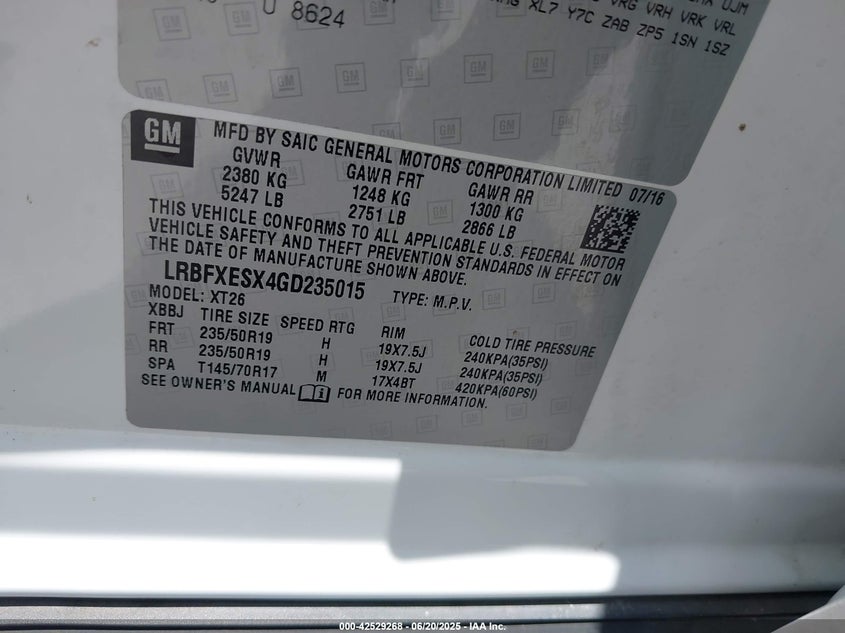 U 8624
VRG VRH VRK VRL
XL7 Y7C ZAB ZP5 1SN 1SZ
GM
MFD BY SAIC GENERAL MOTORS CORPORATION LIMITED 07/16
GVWR GAWR FRT GAWR RR
2380 KG 1248 KG 1300 KG
5247 LB 2751 LB 2866 LB
THIS VEHICLE CONFORMS TO ALL APPLICABLE U.S. FEDERAL MOTOR
VEHICLE SAFETY AND THEFT PREVENTION STANDARDS IN EFFECT ON
THE DATE OF MANUFACTURE SHOWN ABOVE.
LRBFXESX4GD235015 TYPE: M.P.V.
MODEL: XT26
XBBJ TIRE SIZE SPEED RTG RIM COLD TIRE PRESSURE
FRT 235/50R19 H 19X7.5J 240KPA(35PSI)
RR 235/50R19 H 19X7.5J 240KPA(35PSI)
SPA T145/70R17 M 17X4BT 420KPA(60PSI)
SEE OWNER'S MANUAL FOR MORE INFORMATION.
000-42529268 - 06/20/2025 - IAA Inc.